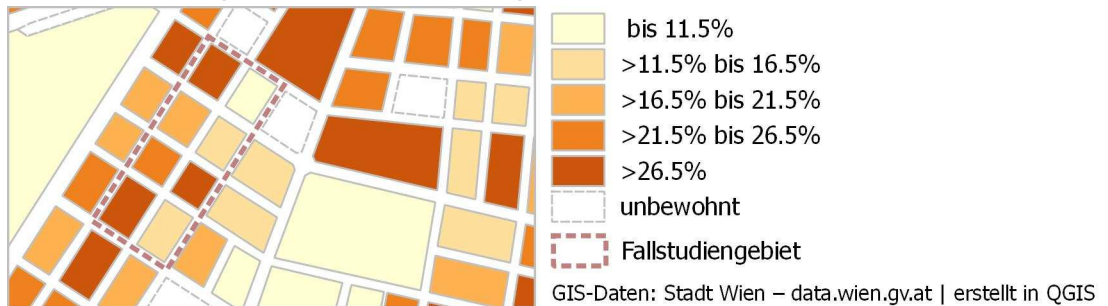 bis 11.5%
>11.5% bis 16.5%
>16.5% bis 21.5%
>21.5% bis 26.5%
>26.5%
unbewohnt
Fallstudiengebiet
GIS-Daten: Stadt Wien – data.wien.gv.at | erstellt in QGIS